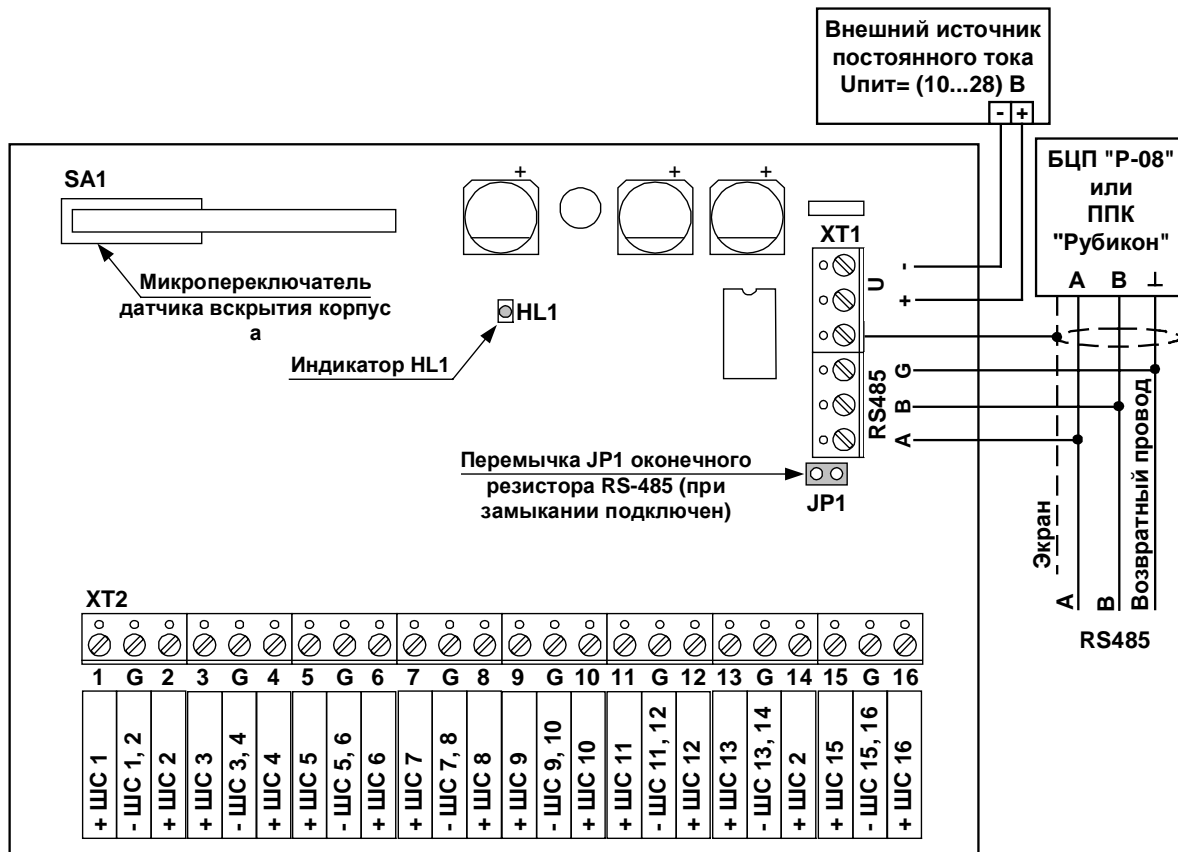 Внешний источник
постоянного тока
Uпит= (10...28) В
- +
БЦП "Р-08"
или
ППК
"Рубикон"
A B ⊥
SA1
+ + +
XT1
Микропереключатель
датчика вскрытия корпус
а
HL1
Индикатор HL1
U
-
+
RS485
G
B
A
Перемычка JP1 оконечного
резистора RS-485 (при
замыкании подключен)
JP1
Экран
Возвратный провод
A
B
RS485
XT2
1 G 2 3 G 4 5 G 6 7 G 8 9 G 10 11 G 12 13 G 14 15 G 16
+ ШС 1
- ШС 1, 2
+ ШС 2
+ ШС 3
- ШС 3, 4
+ ШС 4
+ ШС 5
- ШС 5, 6
+ ШС 6
+ ШС 7
- ШС 7, 8
+ ШС 8
+ ШС 9
- ШС 9, 10
+ ШС 10
+ ШС 11
- ШС 11, 12
+ ШС 12
+ ШС 13
- ШС 13, 14
+ ШС 2
+ ШС 15
- ШС 15, 16
+ ШС 16